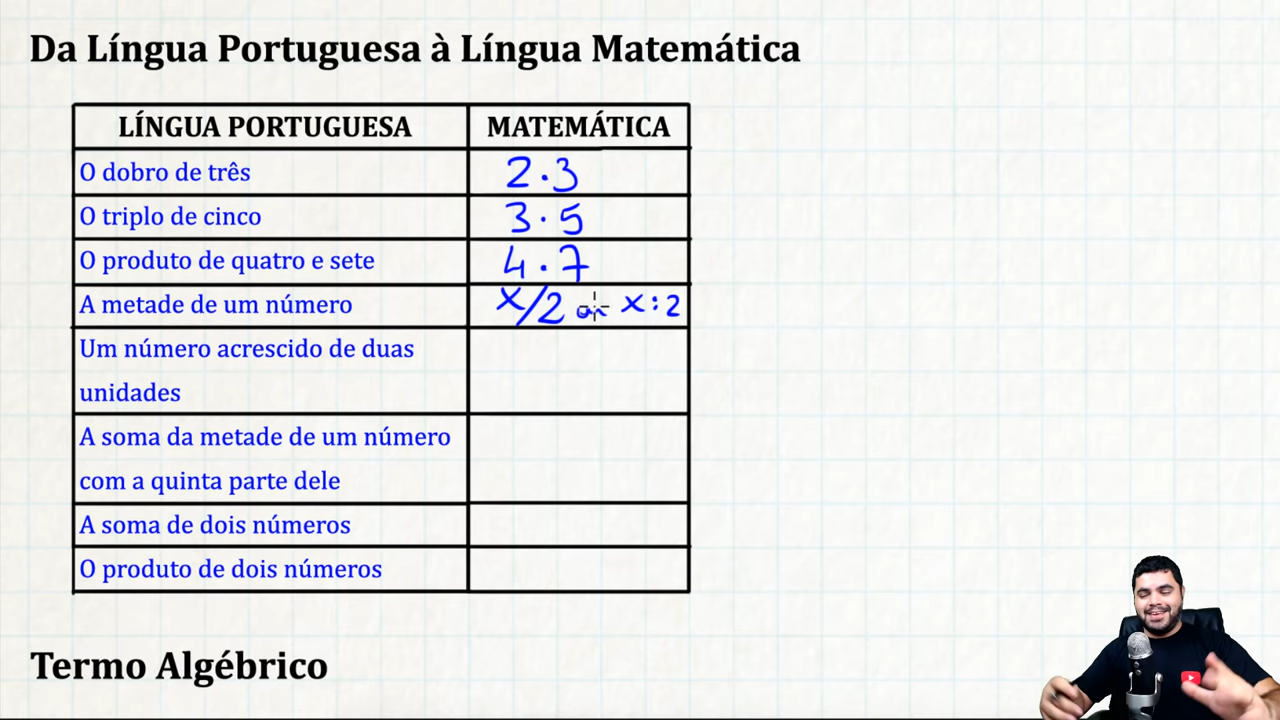 Da Língua Portuguesa à Língua Matemática
LÍNGUA PORTUGUESA MATEMÁTICA
O dobro de três 2·3
O triplo de cinco 3·5
O produto de quatro e sete 4·7
A metade de um número x/2 ou x:2
Um número acrescido de duas
unidades
A soma da metade de um número
com a quinta parte dele
A soma de dois números
O produto de dois números
Termo Algébrico